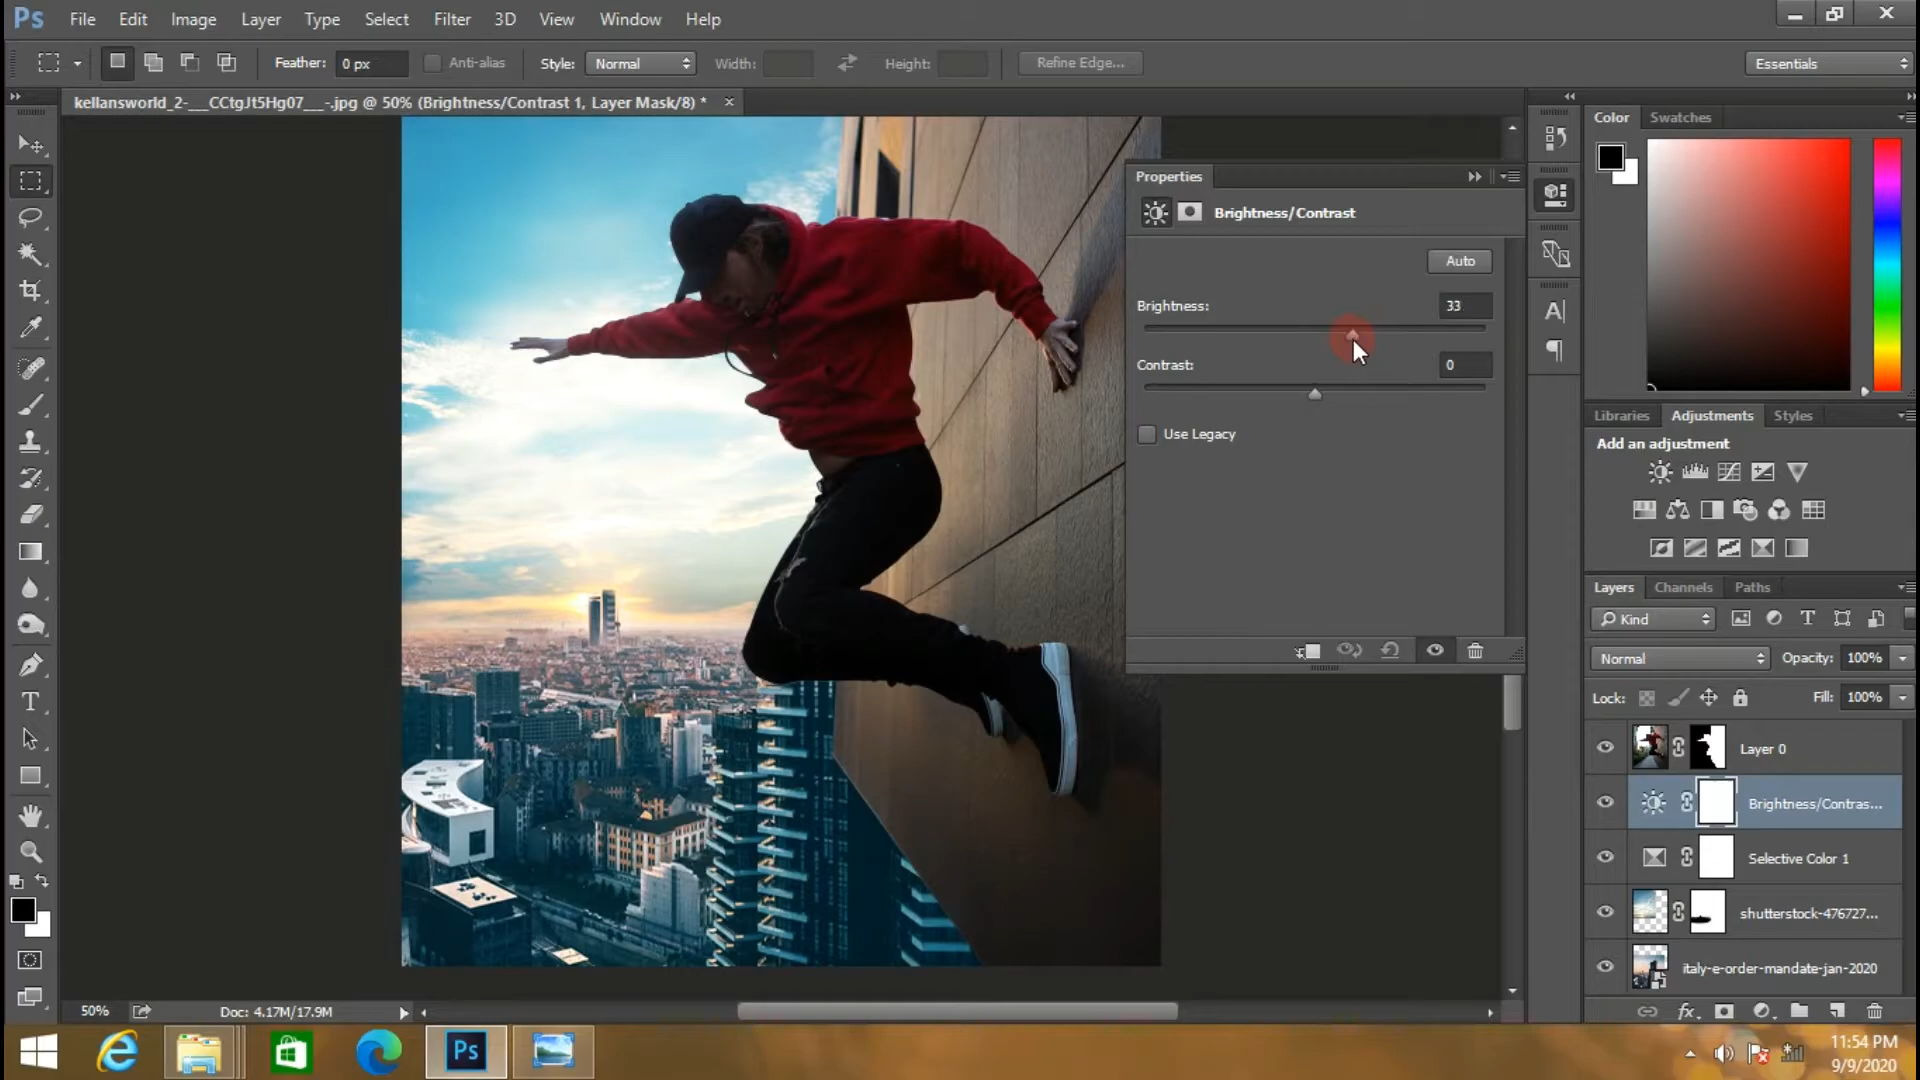 Ps File Edit Image Layer Type Select Filter 3D View Window Help
Feather: 0 px Anti-alias Style: Normal Width: Height: Refine Edge... Essentials
kellansworld_2-___CCtgJt5Hg07___-.jpg @ 50% (Brightness/Contrast 1, Layer Mask/8) * ×
Color Swatches
Properties
Brightness/Contrast
Auto
Brightness: 33
Contrast: 0
Use Legacy
Libraries Adjustments Styles
Add an adjustment
Layers Channels Paths
Kind
Normal Opacity: 100%
Lock: Fill: 100%
Layer 0
Brightness/Contras...
Selective Color 1
shutterstock-476727...
italy-e-order-mandate-jan-2020
50% Doc: 4.17M/17.9M
Ps
11:54 PM
9/9/2020